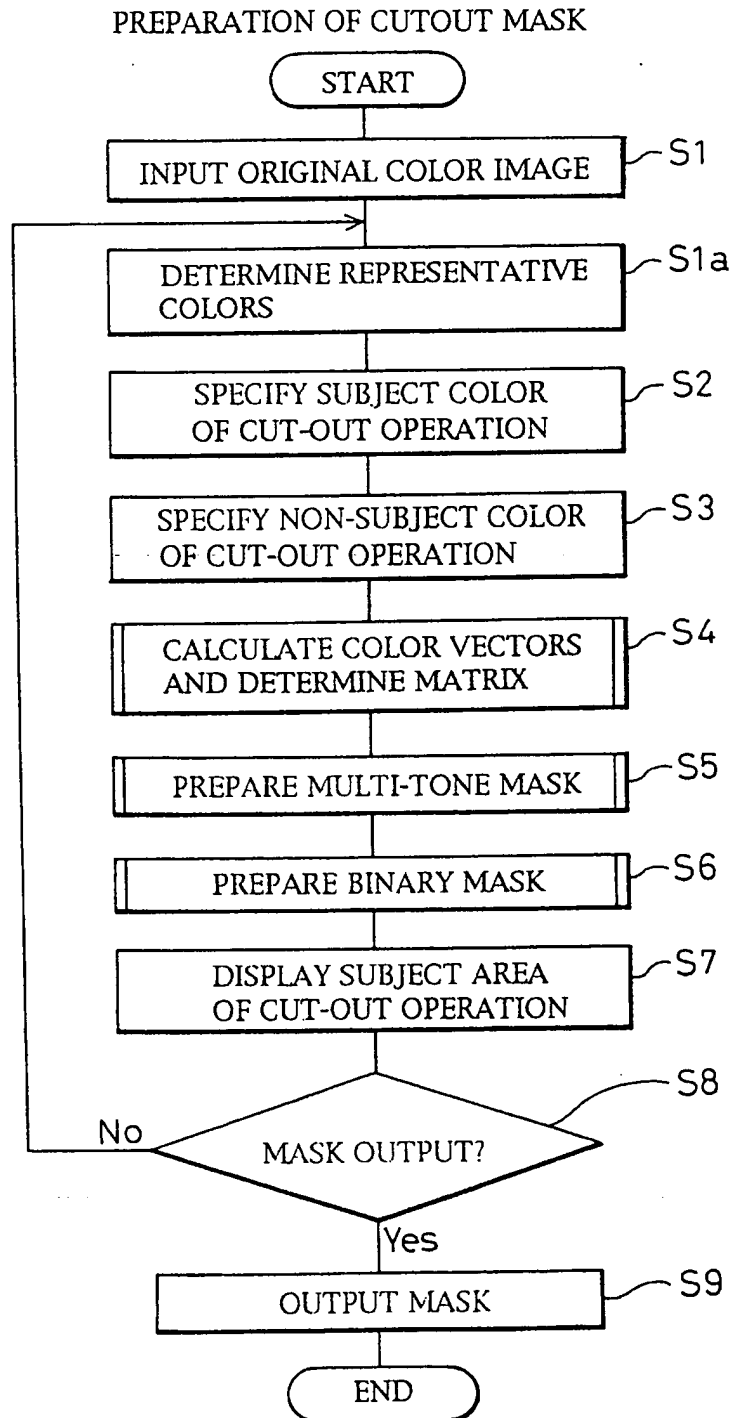 PREPARATION OF CUTOUT MASK
START
INPUT ORIGINAL COLOR IMAGE
S1
DETERMINE REPRESENTATIVE
COLORS
S1a
SPECIFY SUBJECT COLOR
OF CUT-OUT OPERATION
S2
SPECIFY NON-SUBJECT COLOR
OF CUT-OUT OPERATION
S3
CALCULATE COLOR VECTORS
AND DETERMINE MATRIX
S4
PREPARE MULTI-TONE MASK
S5
PREPARE BINARY MASK
S6
DISPLAY SUBJECT AREA
OF CUT-OUT OPERATION
S7
MASK OUTPUT?
S8
No
Yes
OUTPUT MASK
S9
END